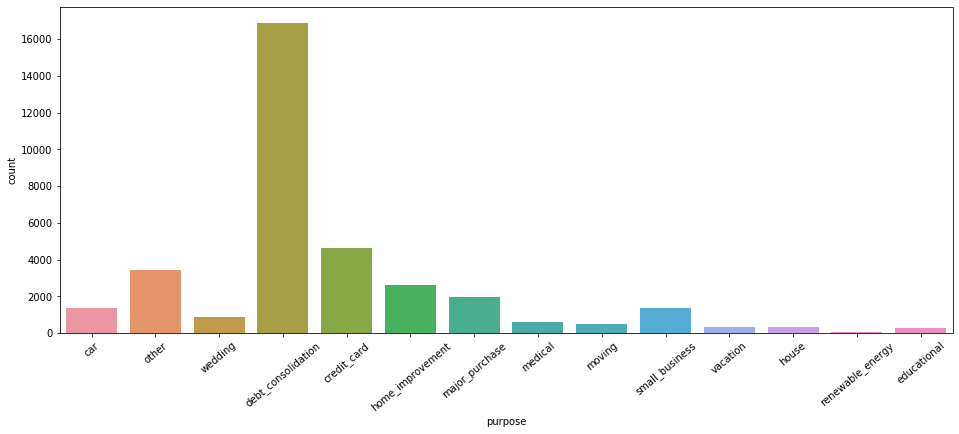 16000
14000
12000
10000
8000
6000
4000
2000
0
count
car
other
wedding
debt_consolidation
credit_card
home_improvement
major_purchase
medical
moving
small_business
vacation
house
renewable_energy
educational
purpose